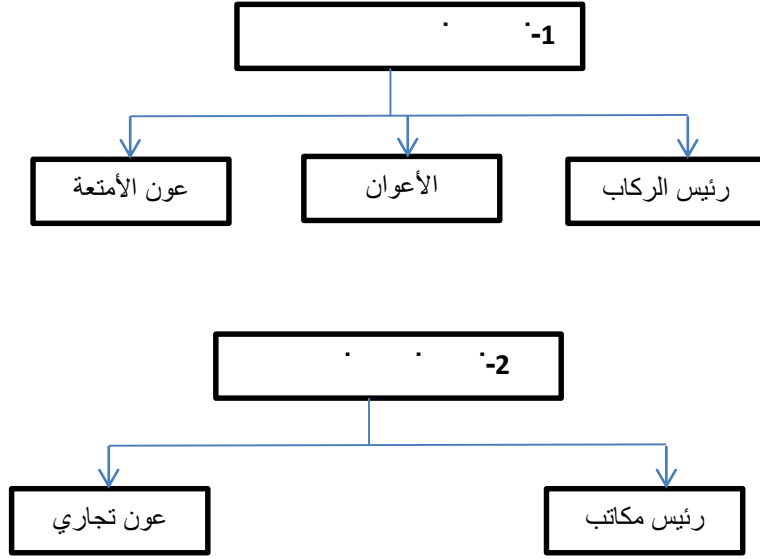 1-
رئيس الركاب
الأعوان
عون الأمتعة
2-
رئيس مكاتب
عون تجاري